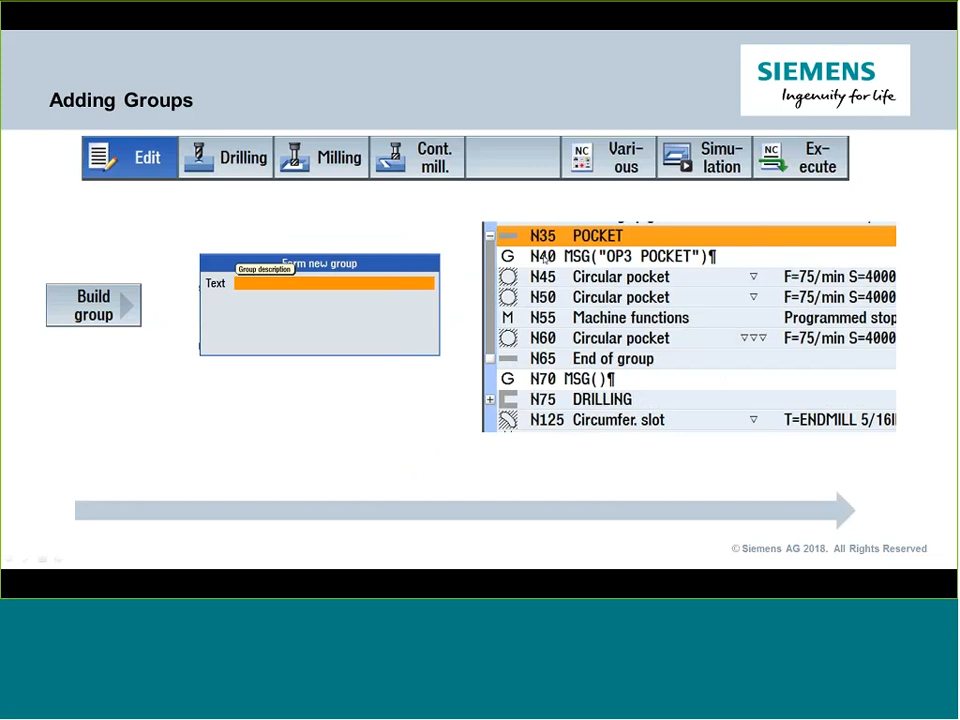 SIEMENS
Ingenuity for life
Adding Groups
Edit
Drilling
Milling
Cont.
mill.
Vari-
ous
Simu-
lation
Ex-
ecute
NC
NC
Build
group
Form new group
Group description
Text
N35 POCKET
G N40 MSG("OP3 POCKET")¶
N45 Circular pocket ▽ F=75/min S=4000
N50 Circular pocket ▽ F=75/min S=4000
M N55 Machine functions Programmed stop
N60 Circular pocket ▽▽▽ F=75/min S=4000
N65 End of group
G N70 MSG()¶
N75 DRILLING
N125 Circumfer. slot ▽ T=ENDMILL 5/16
© Siemens AG 2018. All Rights Reserved